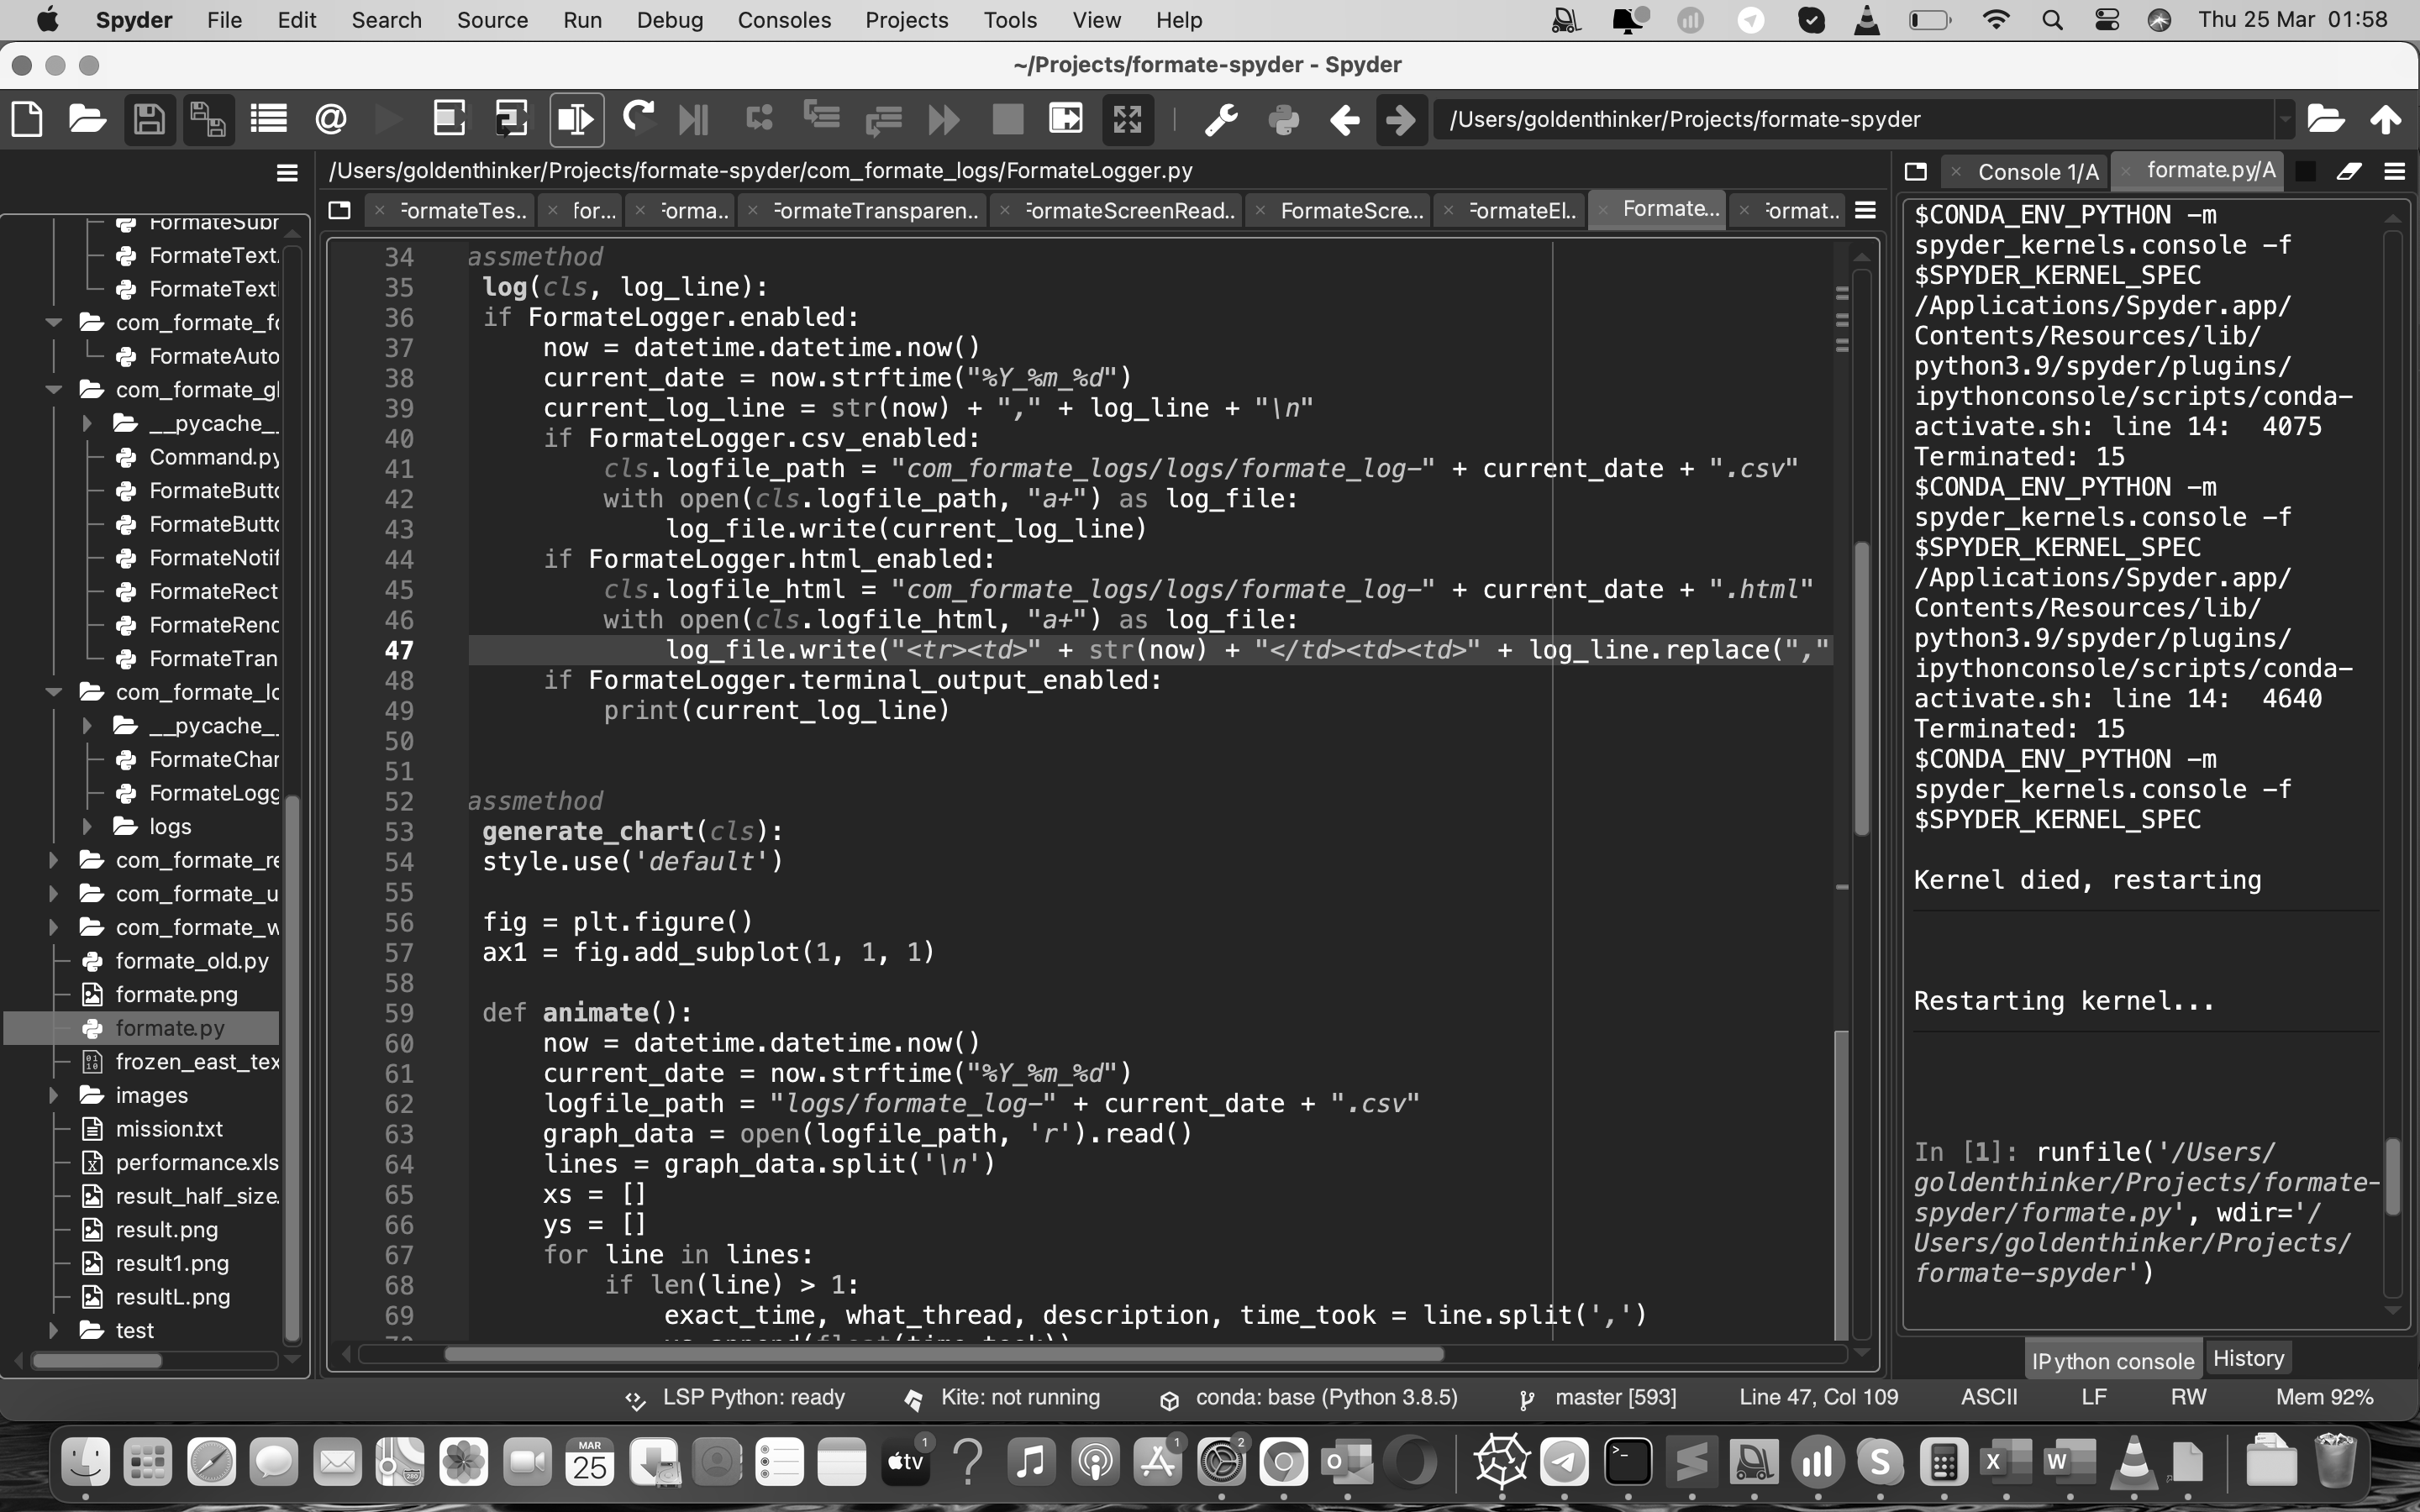 Spyder File Edit Search Source Run Debug Consoles Projects Tools View Help Thu 25 Mar 01:58
~/Projects/formate-spyder - Spyder
/Users/goldenthinker/Projects/formate-spyder
/Users/goldenthinker/Projects/formate-spyder/com_formate_logs/FormateLogger.py
FormateTes.. for... Forma.. FormateTransparen.. FormateScreenRead.. FormateScre... FormateEl.. Formate... Format..
Console 1/A formate.py/A
FormateSubr
FormateText.
FormateTextI
com_formate_fo
FormateAuto
com_formate_gl
__pycache__
Command.py
FormateButto
FormateButto
FormateNotif
FormateRect
FormateRend
FormateTran
com_formate_lo
__pycache__
FormateChar
FormateLogg
logs
com_formate_re
com_formate_u
com_formate_w
formate_old.py
formate.png
formate.py
frozen_east_tex
images
mission.txt
performance.xls
result_half_size.
result.png
result1.png
resultL.png
test
34 assmethod
35 log(cls, log_line):
36 if FormateLogger.enabled:
37 now = datetime.datetime.now()
38 current_date = now.strftime("%Y_%m_%d")
39 current_log_line = str(now) + "," + log_line + "\n"
40 if FormateLogger.csv_enabled:
41 cls.logfile_path = "com_formate_logs/logs/formate_log-" + current_date + ".csv"
42 with open(cls.logfile_path, "a+") as log_file:
43 log_file.write(current_log_line)
44 if FormateLogger.html_enabled:
45 cls.logfile_html = "com_formate_logs/logs/formate_log-" + current_date + ".html"
46 with open(cls.logfile_html, "a+") as log_file:
47 log_file.write("<tr><td>" + str(now) + "</td><td><td>" + log_line.replace(","
48 if FormateLogger.terminal_output_enabled:
49 print(current_log_line)
50
51
52 assmethod
53 generate_chart(cls):
54 style.use('default')
55
56 fig = plt.figure()
57 ax1 = fig.add_subplot(1, 1, 1)
58
59 def animate():
60 now = datetime.datetime.now()
61 current_date = now.strftime("%Y_%m_%d")
62 logfile_path = "logs/formate_log-" + current_date + ".csv"
63 graph_data = open(logfile_path, 'r').read()
64 lines = graph_data.split('\n')
65 xs = []
66 ys = []
67 for line in lines:
68 if len(line) > 1:
69 exact_time, what_thread, description, time_took = line.split(',')
$CONDA_ENV_PYTHON -m
spyder_kernels.console -f
$SPYDER_KERNEL_SPEC
/Applications/Spyder.app/
Contents/Resources/lib/
python3.9/spyder/plugins/
ipythonconsole/scripts/conda-
activate.sh: line 14: 4075
Terminated: 15
$CONDA_ENV_PYTHON -m
spyder_kernels.console -f
$SPYDER_KERNEL_SPEC
/Applications/Spyder.app/
Contents/Resources/lib/
python3.9/spyder/plugins/
ipythonconsole/scripts/conda-
activate.sh: line 14: 4640
Terminated: 15
$CONDA_ENV_PYTHON -m
spyder_kernels.console -f
$SPYDER_KERNEL_SPEC
Kernel died, restarting
Restarting kernel...
In [1]: runfile('/Users/
goldenthinker/Projects/formate-
spyder/formate.py', wdir='/
Users/goldenthinker/Projects/
formate-spyder')
IPython console History
LSP Python: ready Kite: not running conda: base (Python 3.8.5) master [593] Line 47, Col 109 ASCII LF RW Mem 92%
MAR
25
tv 1 1 2